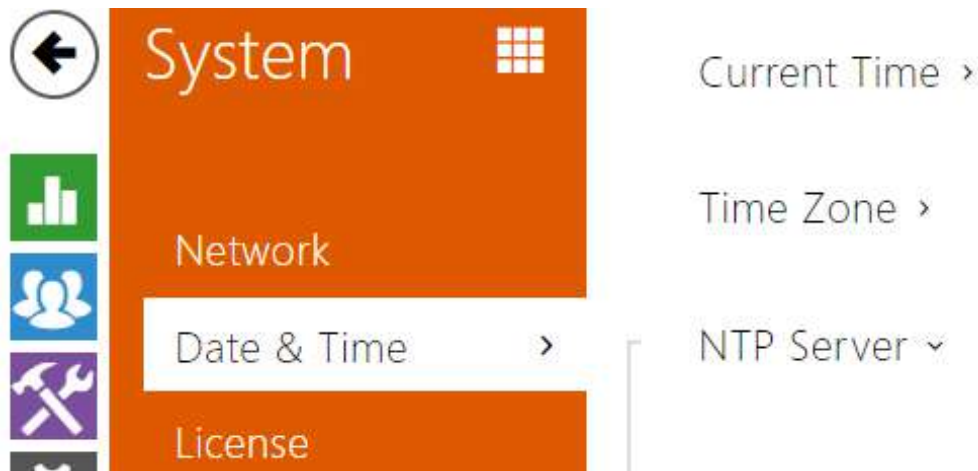 System
Network
Date & Time
License
Current Time
Time Zone
NTP Server